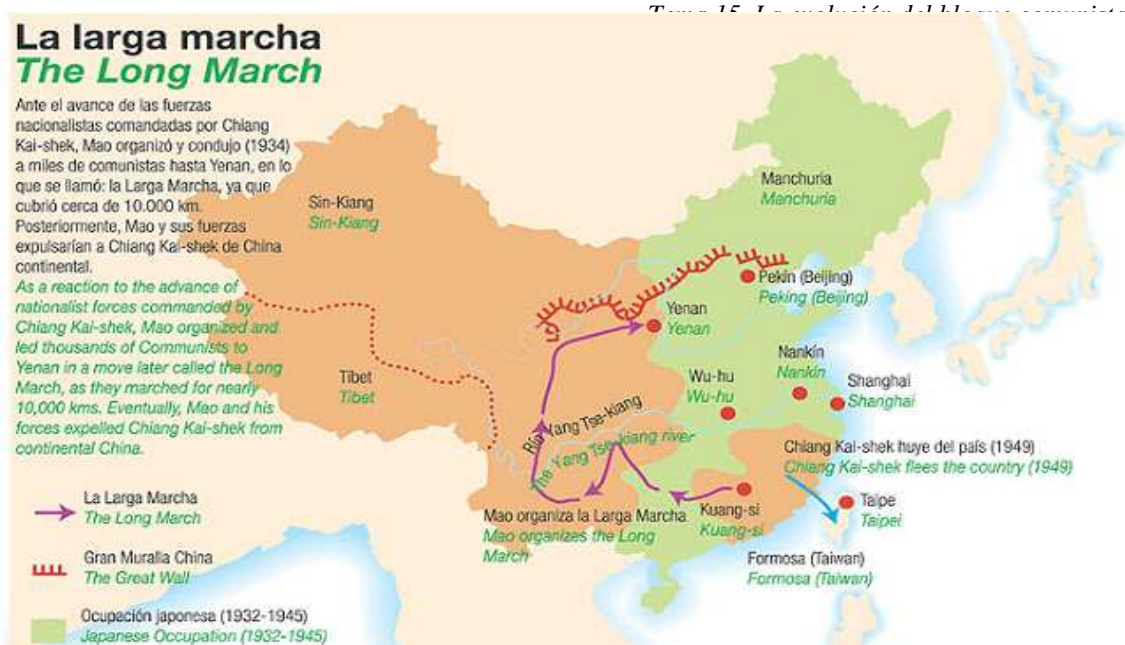 Tema 15. La evolución del bloque comunista
La larga marcha
The Long March
Ante el avance de las fuerzas
nacionalistas comandadas por Chiang
Kai-shek, Mao organizó y condujo (1934)
a miles de comunistas hasta Yenan, en lo
que se llamó: la Larga Marcha, ya que
cubrió cerca de 10.000 km.
Posteriormente, Mao y sus fuerzas
expulsarían a Chiang Kai-shek de China
continental.
As a reaction to the advance of
nationalist forces commanded by
Chiang Kai-shek, Mao organized and
led thousands of Communists to
Yenan in a move later called the Long
March, as they marched for nearly
10,000 kms. Eventually, Mao and his
forces expelled Chiang Kai-shek from
continental China.
Sin-Kiang
Sin-Kiang
Manchuria
Manchuria
Pekín (Beijing)
Peking (Beijing)
Yenan
Yenan
Tibet
Tibet
Nankín
Nankin
Wu-hu
Wu-hu
Shanghai
Shanghai
Río Yang Tse-kiang
The Yang Tse-kiang river
Chiang Kai-shek huye del país (1949)
Chiang Kai-shek flees the country (1949)
Mao organiza la Larga Marcha
Mao organizes the Long
March
Kuang-si
Kuang-si
Taipe
Taipei
Formosa (Taiwan)
Formosa (Taiwan)
La Larga Marcha
The Long March
Gran Muralla China
The Great Wall
Ocupación japonesa (1932-1945)
Japanese Occupation (1932-1945)